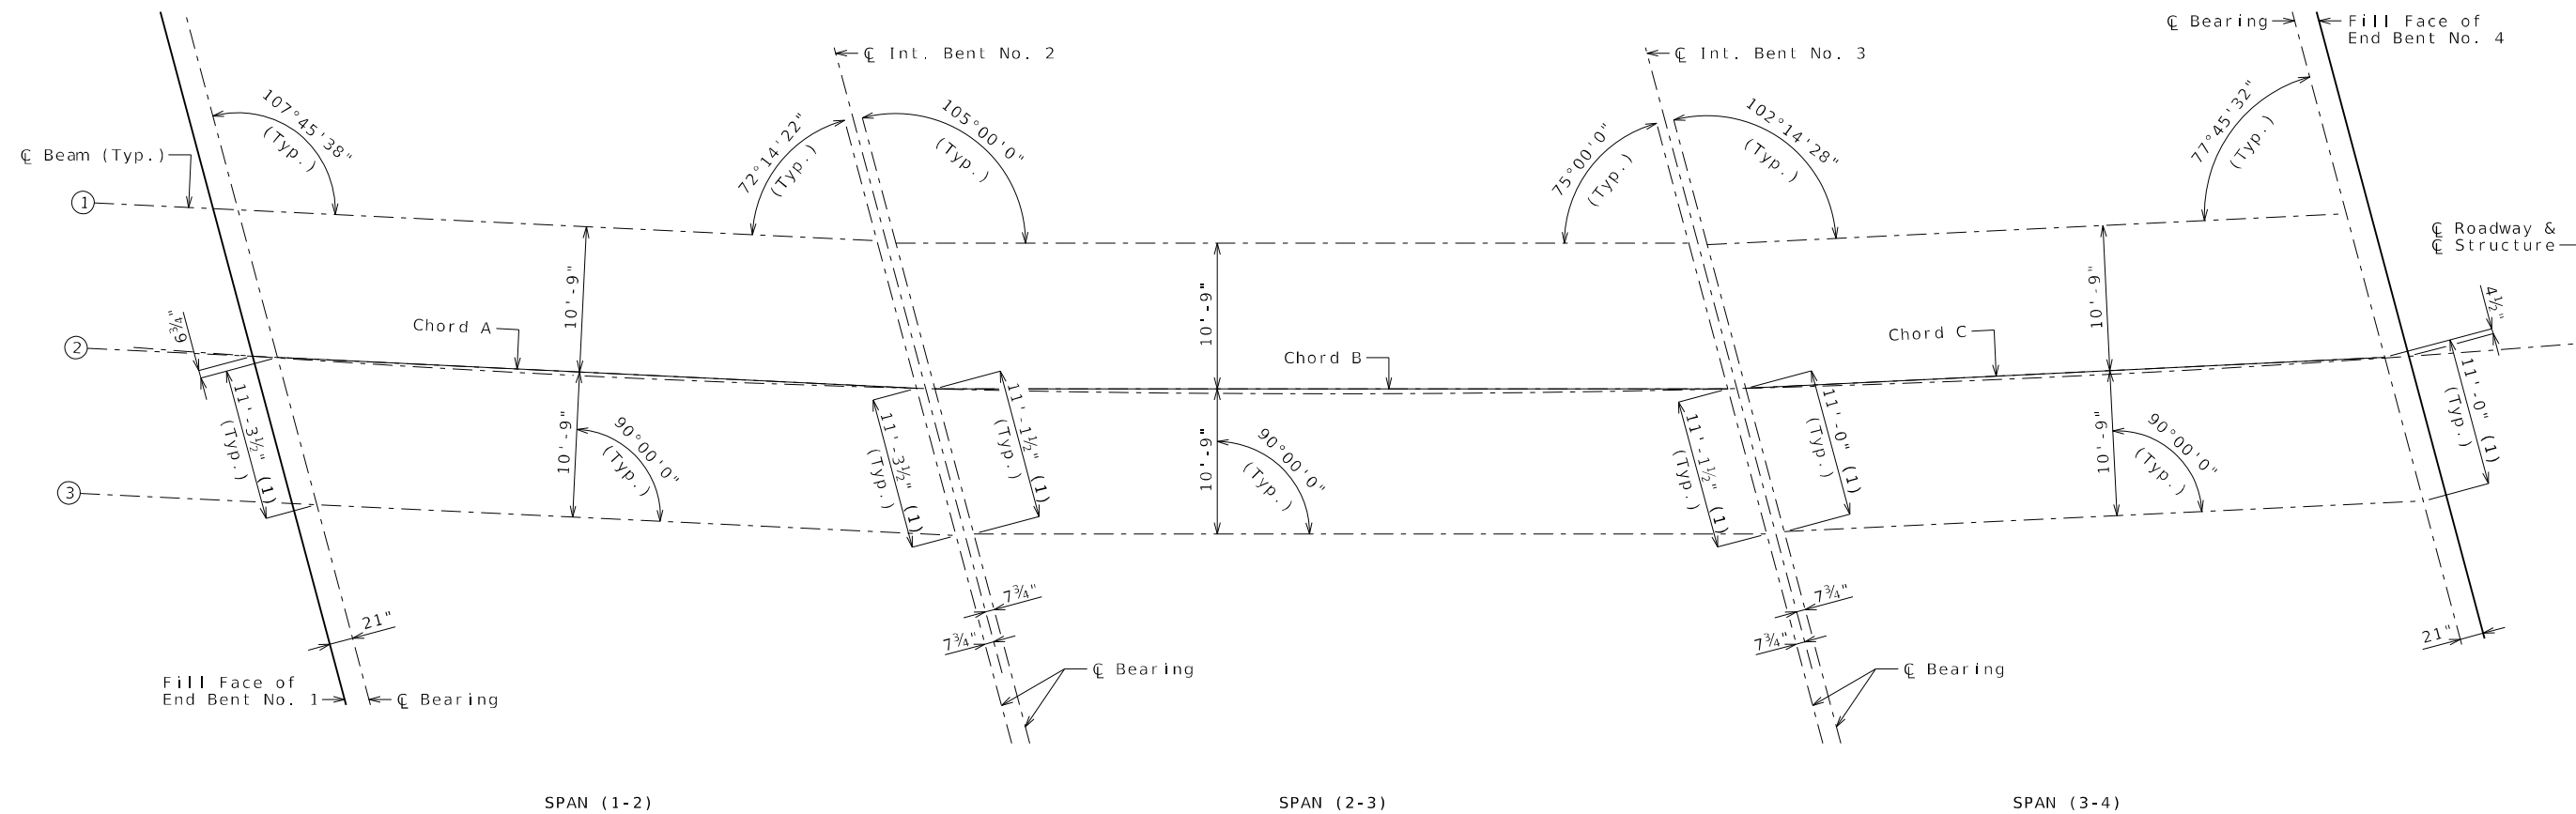 ℄ Bearing
Fill Face of
End Bent No. 4
℄ Int. Bent No. 2
℄ Int. Bent No. 3
107°45'38"
(Typ.)
72°14'22"
(Typ.)
105°00'0"
(Typ.)
75°00'0"
(Typ.)
102°14'28"
(Typ.)
77°45'32"
(Typ.)
℄ Beam (Typ.)
1
℄ Roadway &
℄ Structure
10'-9"
10'-9"
10'-9"
6¾"
4½"
Chord A
Chord B
Chord C
2
11'-3½" (1)
(Typ.)
10'-9"
90°00'0"
(Typ.)
11'-3½" (1)
(Typ.)
11'-1½" (1)
(Typ.)
10'-9"
90°00'0"
(Typ.)
11'-1½" (1)
(Typ.)
11'-0" (1)
(Typ.)
10'-9"
90°00'0"
(Typ.)
11'-0" (1)
(Typ.)
3
7¾"
7¾"
7¾"
7¾"
21"
21"
Fill Face of
End Bent No. 1
℄ Bearing
℄ Bearing
℄ Bearing
SPAN (1-2)
SPAN (2-3)
SPAN (3-4)